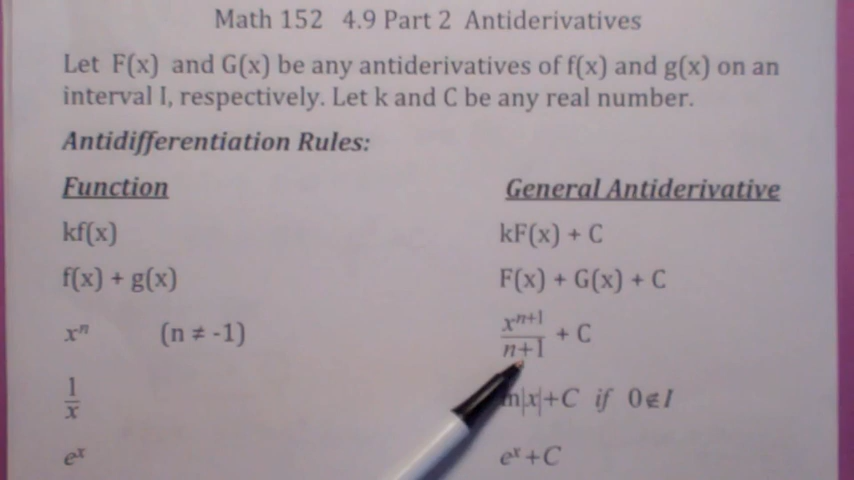 Math 152 4.9 Part 2 Antiderivatives
Let F(x) and G(x) be any antiderivatives of f(x) and g(x) on an
interval I, respectively. Let k and C be any real number.
Antidifferentiation Rules:
Function General Antiderivative
kf(x) kF(x) + C
f(x) + g(x) F(x) + G(x) + C
xⁿ (n ≠ -1) xⁿ⁺¹/n+1 + C
1/x n|x|+C if 0∉I
eˣ eˣ+C